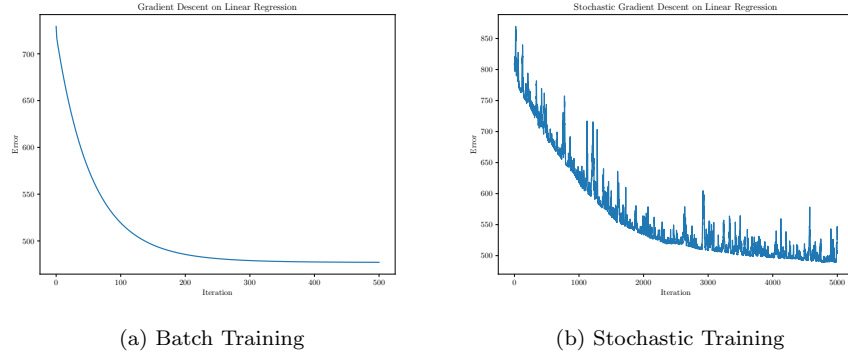 Gradient Descent on Linear Regression
700
650
600
550
500
Error
0 100 200 300 400 500
Iteration
(a) Batch Training
Stochastic Gradient Descent on Linear Regression
850
800
750
700
650
600
550
500
Error
0 1000 2000 3000 4000 5000
Iteration
(b) Stochastic Training